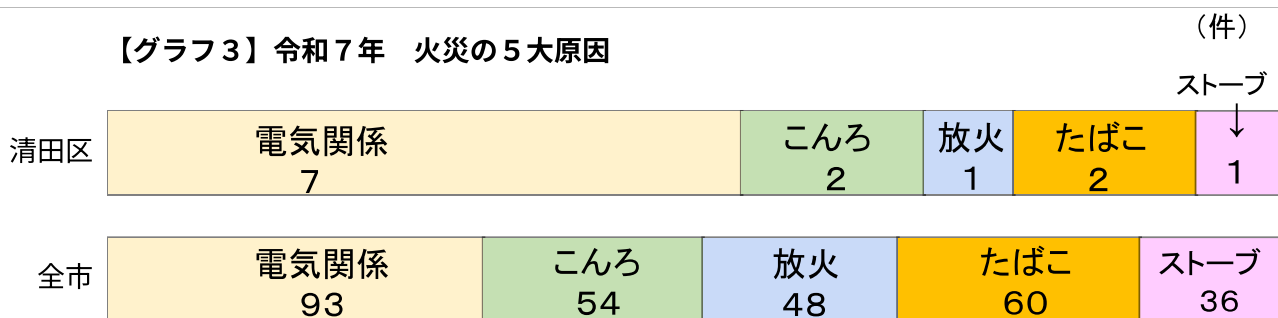 （件）
【グラフ３】令和７年　火災の５大原因
ストーブ
↓
清田区
電気関係 こんろ 放火 たばこ
7 2 1 2 1
全市
電気関係 こんろ 放火 たばこ ストーブ
93 54 48 60 36